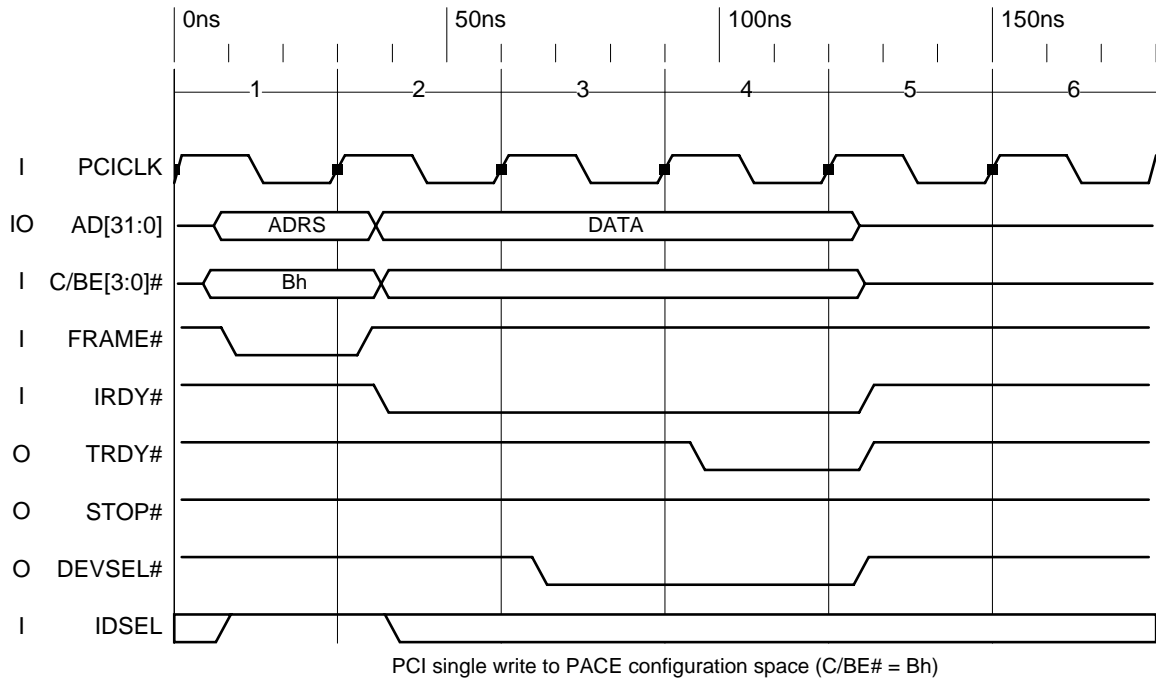 0ns 50ns 100ns 150ns
1 2 3 4 5 6
I PCICLK
IO AD[31:0] ADRS DATA
I C/BE[3:0]# Bh
I FRAME#
I IRDY#
O TRDY#
O STOP#
O DEVSEL#
I IDSEL
PCI single write to PACE configuration space (C/BE# = Bh)